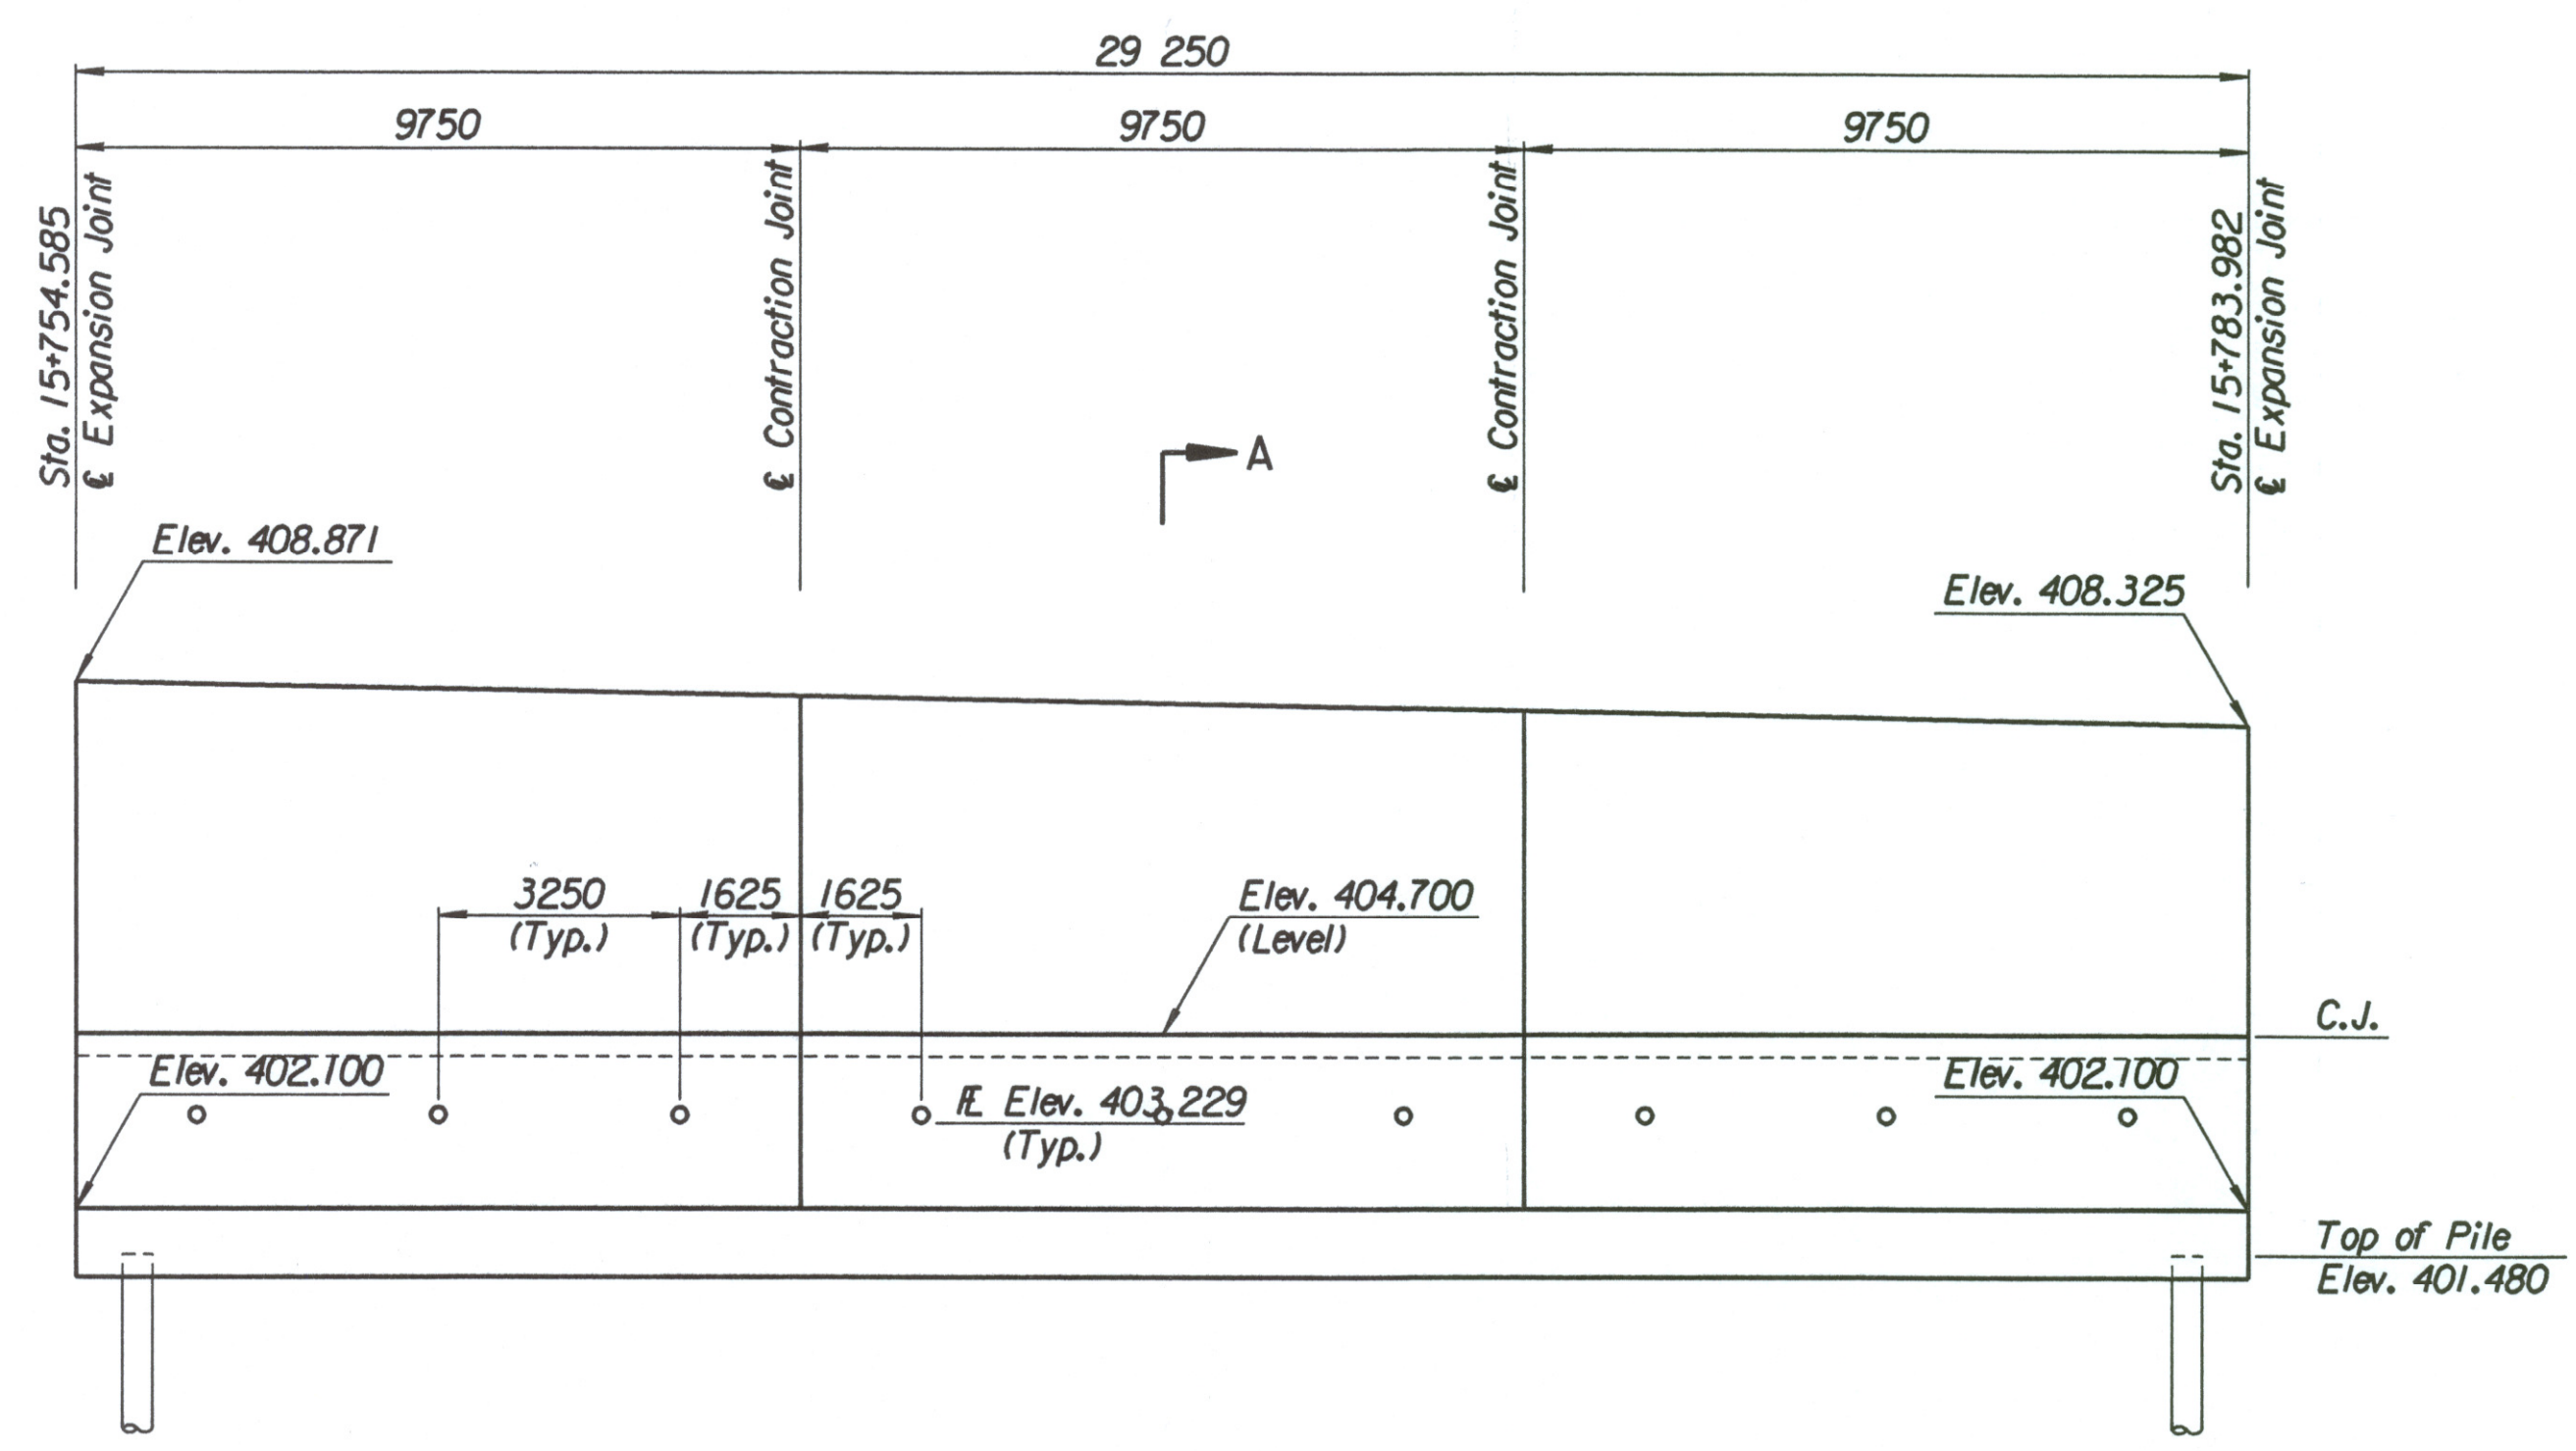 29 250
9750
9750
9750
Sta. 15+754.585
℄ Expansion Joint
℄ Contraction Joint
℄ Contraction Joint
Sta. 15+783.982
℄ Expansion Joint
A
Elev. 408.871
Elev. 408.325
3250
(Typ.)
1625
(Typ.)
1625
(Typ.)
Elev. 404.700
(Level)
C.J.
Elev. 402.100
Elev. 403.229
(Typ.)
Elev. 402.100
Top of Pile
Elev. 401.480